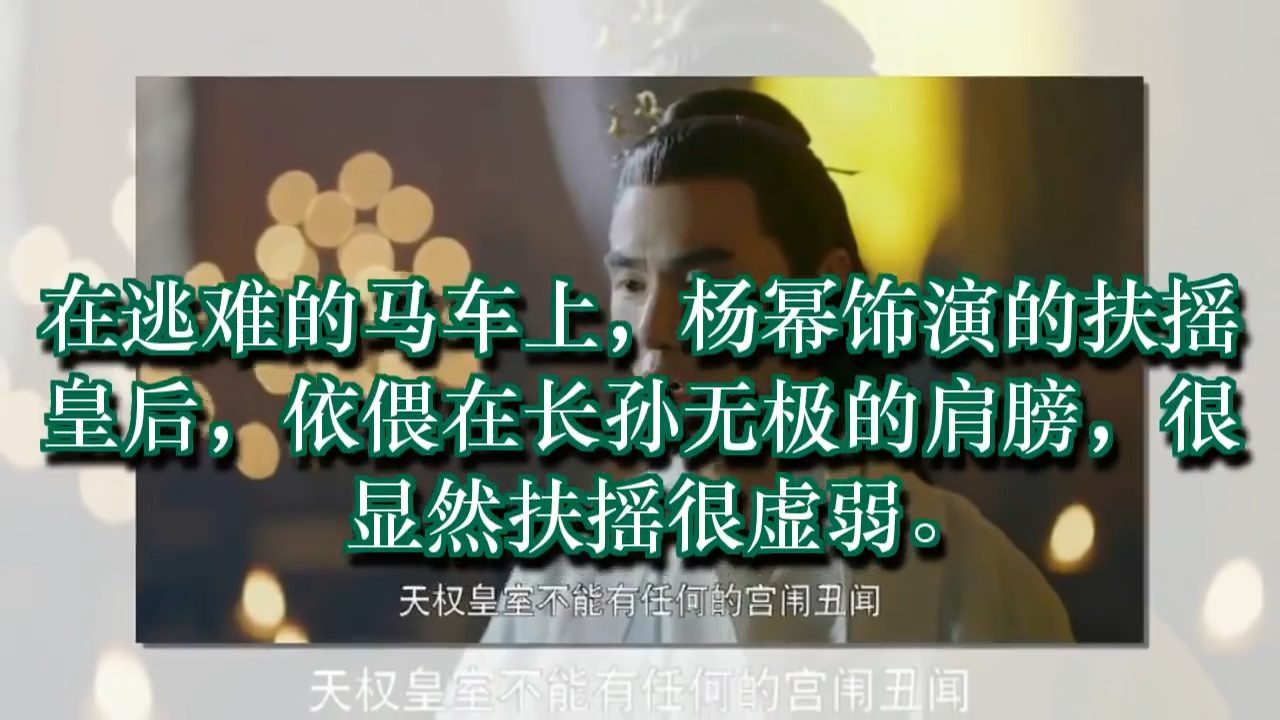 在逃难的马车上，杨幂饰演的扶摇
皇后，依偎在长孙无极的肩膀，很
显然扶摇很虚弱。
天权皇室不能有任何的宫闱丑闻
天权皇室不能有任何的宫闱丑闻